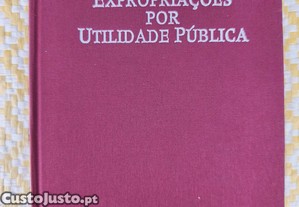 EXPROPRIAÇÕES
POR
UTILIDADE PÚBLICA
CustoJusto.pt